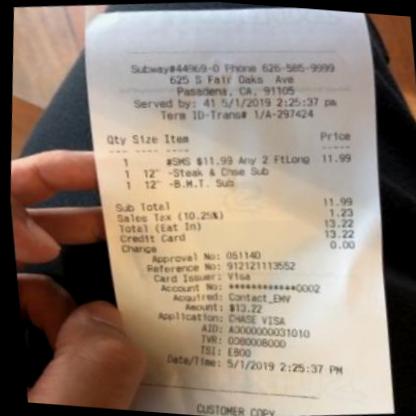 Subway#44969-0 Phone 626-585-9999
625 S Fair Oaks Ave
Pasadena, CA, 91105
Served by: 41 5/1/2019 2:25:37 pm
Term ID-Trans# 1/A-297424
Qty Size Item Price
1 #SMS $11.99 Any 2 FtLong 11.99
1 12" -Steak & Chse Sub
1 12" -B.M.T. Sub
Sub Total 11.99
Sales Tax (10.25%) 1.23
Total (Eat In) 13.22
Credit Card 13.22
Change 0.00
Approval No: 05114D
Reference No: 912121113552
Card Issuer: Visa
Account No: ************0002
Acquired: Contact_EMV
Amount: $13.22
Application: CHASE VISA
AID: A0000000031010
TVR: 0080008000
TSI: E800
Date/Time: 5/1/2019 2:25:37 PM
CUSTOMER COPY